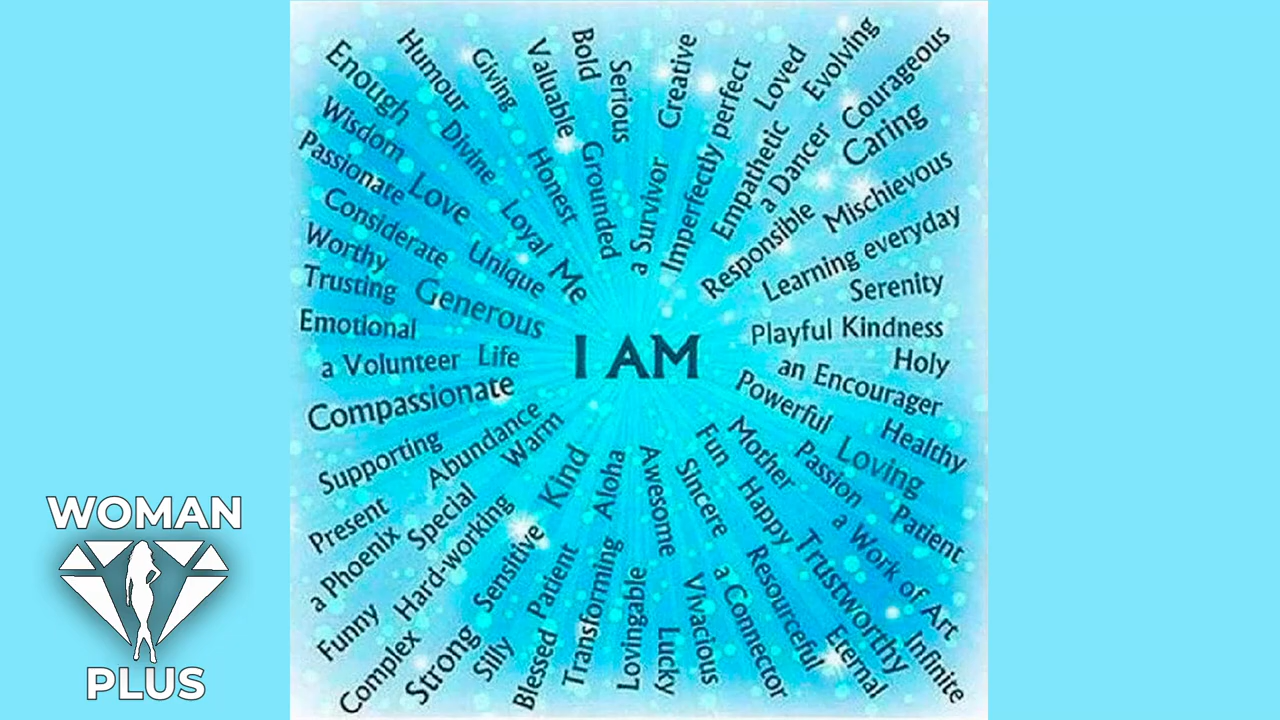 Enough
Humour
Giving
Valuable
Bold
Serious
Creative
Imperfectly perfect
Loved
Evolving
Courageous
Wisdom
Divine
Honest
Grounded
a Survivor
Empathetic
a Dancer
Caring
Passionate
Love
Loyal
Me
Responsible
Mischievous
Considerate
Unique
Learning everyday
Worthy
Trusting
Generous
Serenity
Emotional
I AM
Playful Kindness
a Volunteer
Life
Holy
Compassionate
an Encourager
Powerful
Healthy
Supporting
Abundance
Warm
Kind
Aloha
Awesome
Sincere
Fun
Mother
Passion
Loving
Patient
Present
Special
Happy
a Work of Art
a Phoenix
Hard-working
Sensitive
Patient
Transforming
Lovingable
Vivacious
a Connector
Resourceful
Trustworthy
Infinite
Funny
Complex
Strong
Silly
Blessed
Lucky
Eternal
WOMAN
PLUS